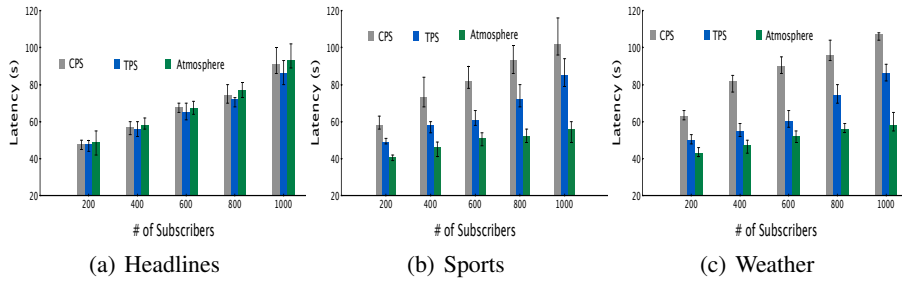 120
100
80
60
40
20
Latency (s)
CPS TPS Atmosphere
200 400 600 800 1000
# of Subscribers
(a) Headlines
120
100
80
60
40
20
Latency (s)
CPS TPS Atmosphere
200 400 600 800 1000
# of Subscribers
(b) Sports
120
100
80
60
40
20
Latency (s)
CPS TPS Atmosphere
200 400 600 800 1000
# of Subscribers
(c) Weather